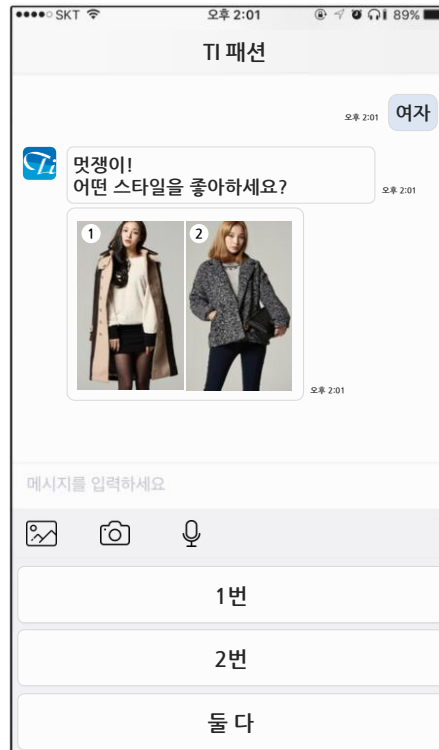 SKT 오후 2:01 89%
TI 패션
오후 2:01 여자
Ti
멋쟁이!
어떤 스타일을 좋아하세요?
오후 2:01
1 2
오후 2:01
메시지를 입력하세요
1번
2번
둘 다